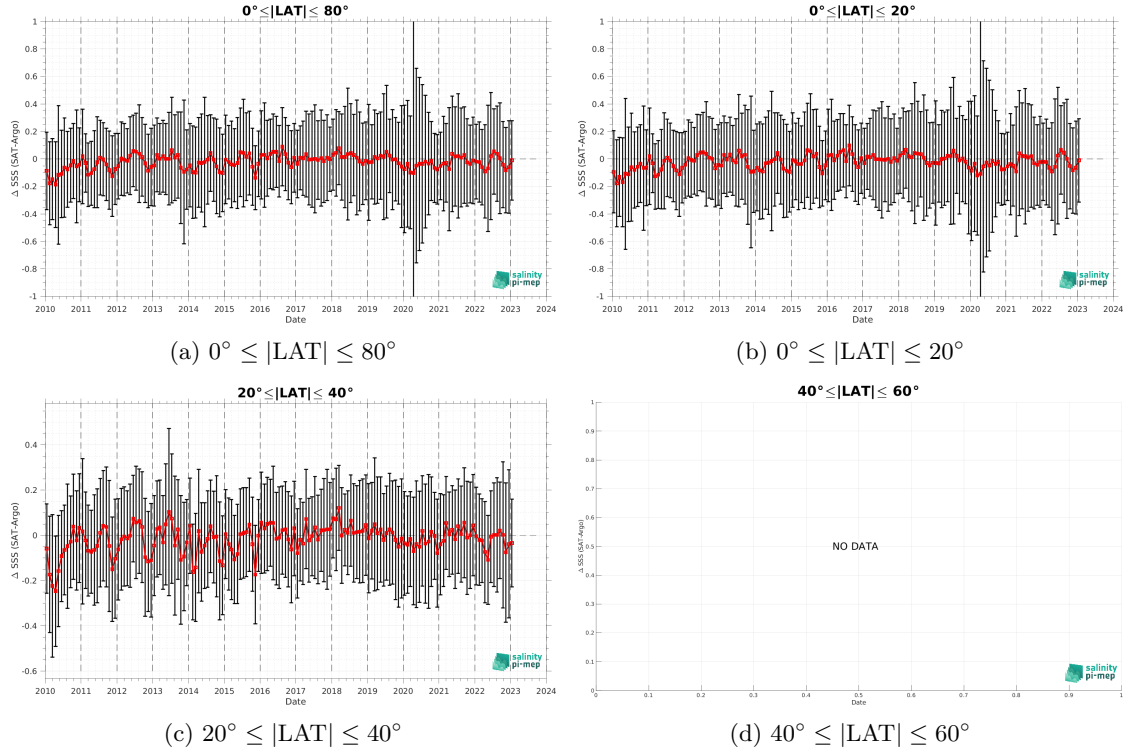 0°≤|LAT|≤ 80°
Δ SSS (SAT-Argo)
1
0.8
0.6
0.4
0.2
0
-0.2
-0.4
-0.6
-0.8
-1
2010 2011 2012 2013 2014 2015 2016 2017 2018 2019 2020 2021 2022 2023 2024
Date
salinity
pi-mep
(a) 0° ≤ |LAT| ≤ 80°
0°≤|LAT|≤ 20°
Δ SSS (SAT-Argo)
1
0.8
0.6
0.4
0.2
0
-0.2
-0.4
-0.6
-0.8
-1
2010 2011 2012 2013 2014 2015 2016 2017 2018 2019 2020 2021 2022 2023 2024
Date
salinity
pi-mep
(b) 0° ≤ |LAT| ≤ 20°
20°≤|LAT|≤ 40°
Δ SSS (SAT-Argo)
0.4
0.2
0
-0.2
-0.4
-0.6
2010 2011 2012 2013 2014 2015 2016 2017 2018 2019 2020 2021 2022 2023 2024
Date
salinity
pi-mep
(c) 20° ≤ |LAT| ≤ 40°
40°≤|LAT|≤ 60°
Δ SSS (SAT-Argo)
1
0.9
0.8
0.7
0.6
0.5
0.4
0.3
0.2
0.1
0
NO DATA
0 0.1 0.2 0.3 0.4 0.5 0.6 0.7 0.8 0.9 1
Date
salinity
pi-mep
(d) 40° ≤ |LAT| ≤ 60°